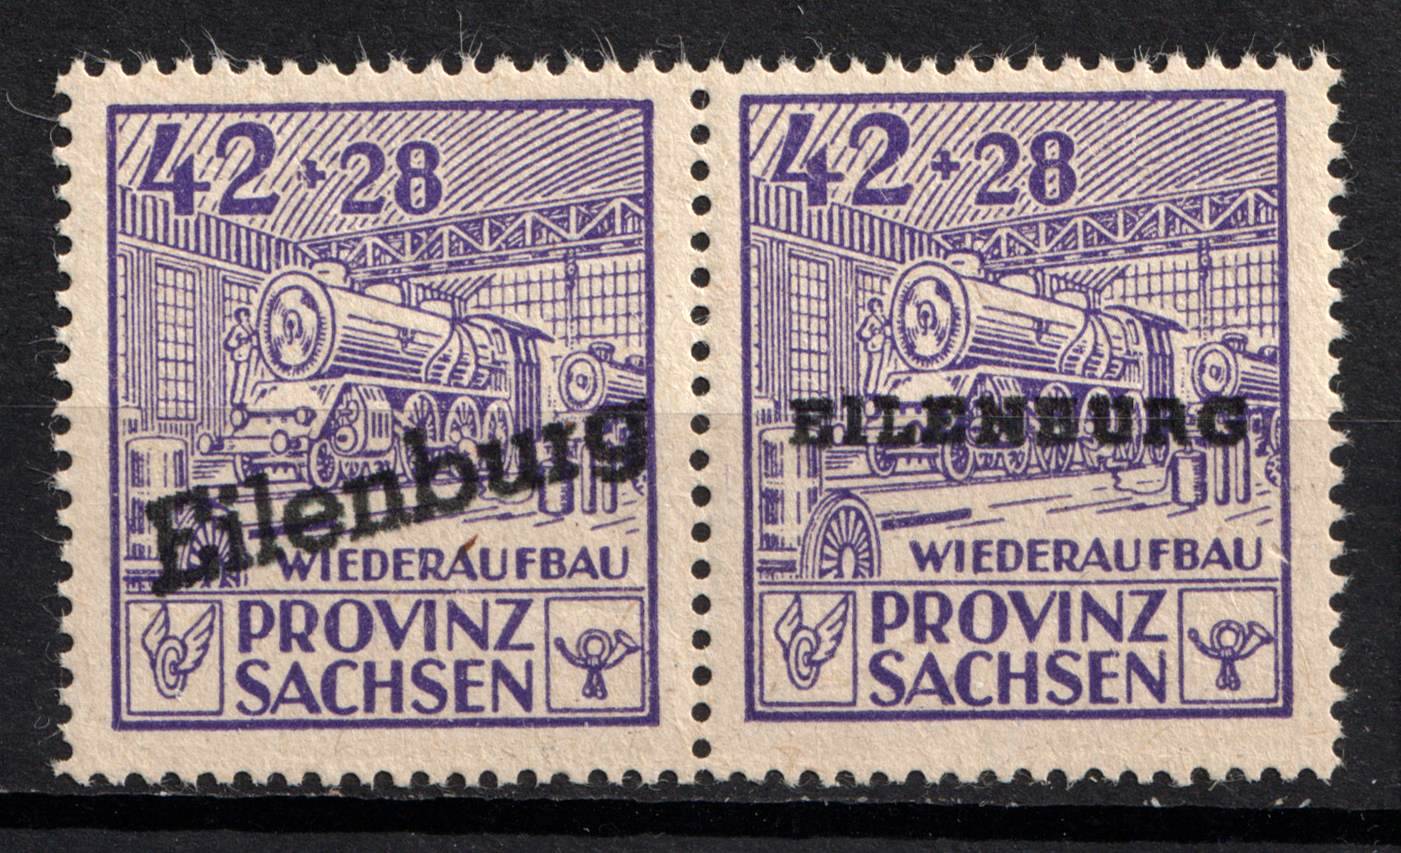 42 + 28
Eilenburg
WIEDERAUFBAU
PROVINZ
SACHSEN
42 + 28
EILENBURG
WIEDERAUFBAU
PROVINZ
SACHSEN